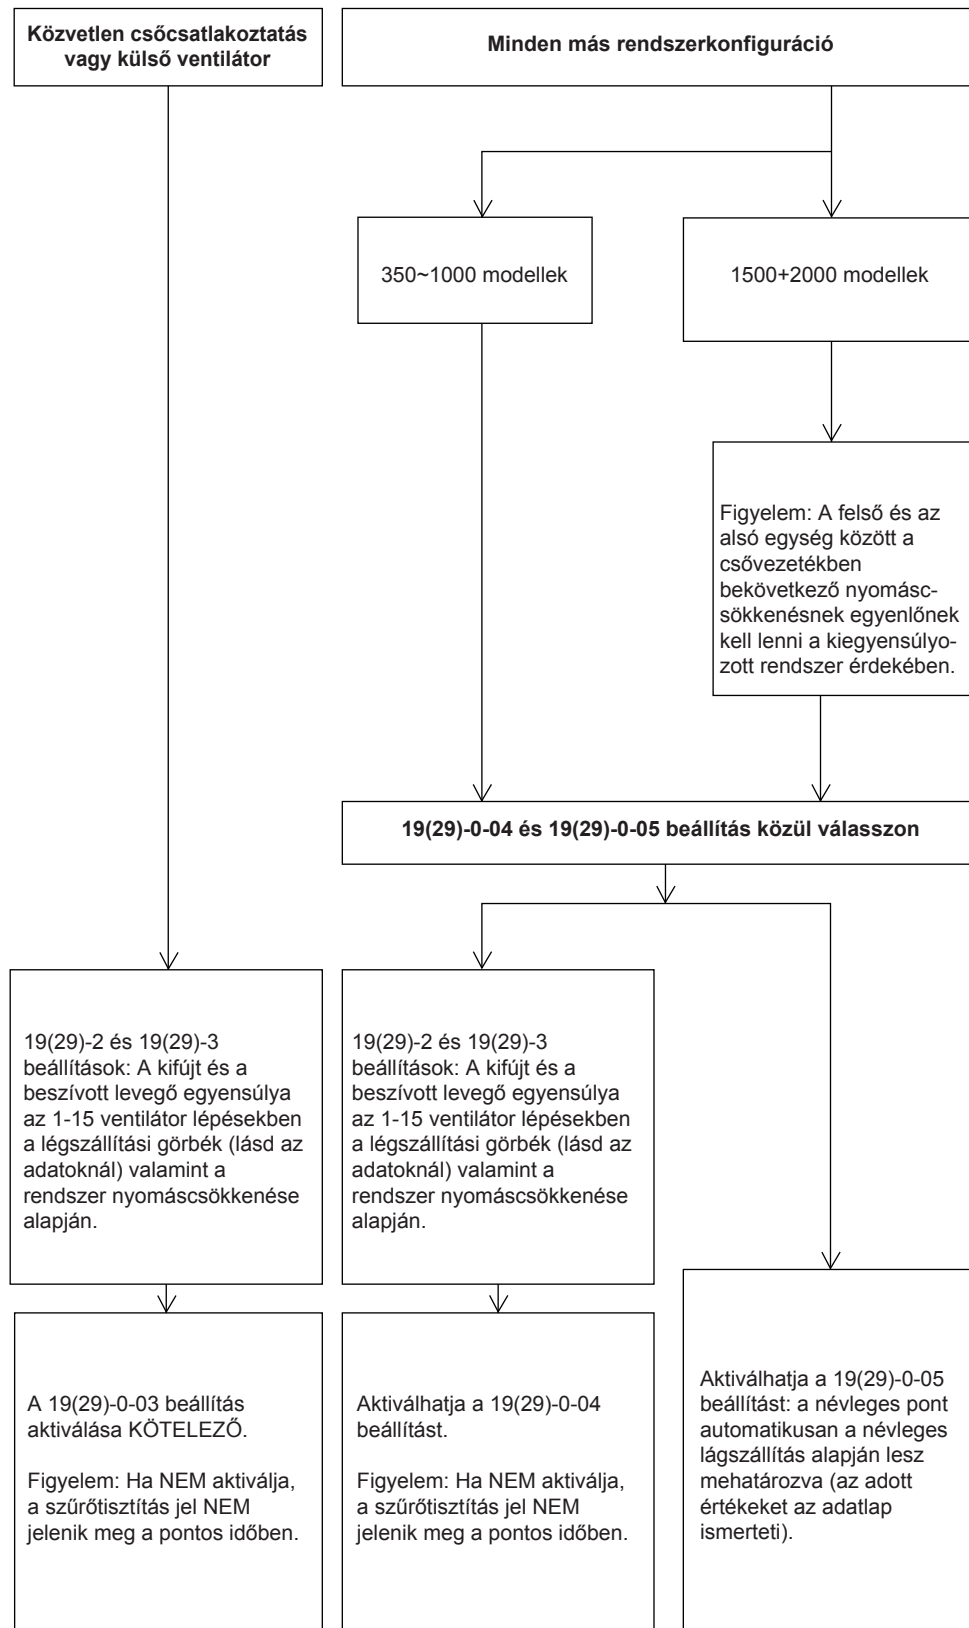 Közvetlen csőcsatlakoztatás
vagy külső ventilátor
Minden más rendszerkonfiguráció
350~1000 modellek
1500+2000 modellek
Figyelem: A felső és az
alsó egység között a
csővezetékben
bekövetkező nyomásc-
sökkenésnek egyenlőnek
kell lenni a kiegyensúlyo-
zott rendszer érdekében.
19(29)-0-04 és 19(29)-0-05 beállítás közül válasszon
19(29)-2 és 19(29)-3
beállítások: A kifújt és a
beszívott levegő egyensúlya
az 1-15 ventilátor lépésekben
a légszállítási görbék (lásd az
adatoknál) valamint a
rendszer nyomáscsökkenése
alapján.
19(29)-2 és 19(29)-3
beállítások: A kifújt és a
beszívott levegő egyensúlya
az 1-15 ventilátor lépésekben
a légszállítási görbék (lásd az
adatoknál) valamint a
rendszer nyomáscsökkenése
alapján.
A 19(29)-0-03 beállítás
aktiválása KÖTELEZŐ.
Figyelem: Ha NEM aktiválja,
a szűrőtisztítás jel NEM
jelenik meg a pontos időben.
Aktiválhatja a 19(29)-0-04
beállítást.
Figyelem: Ha NEM aktiválja,
a szűrőtisztítás jel NEM
jelenik meg a pontos időben.
Aktiválhatja a 19(29)-0-05
beállítást: a névleges pont
automatikusan a névleges
lágszállítás alapján lesz
mehatározva (az adott
értékeket az adatlap
ismerteti).